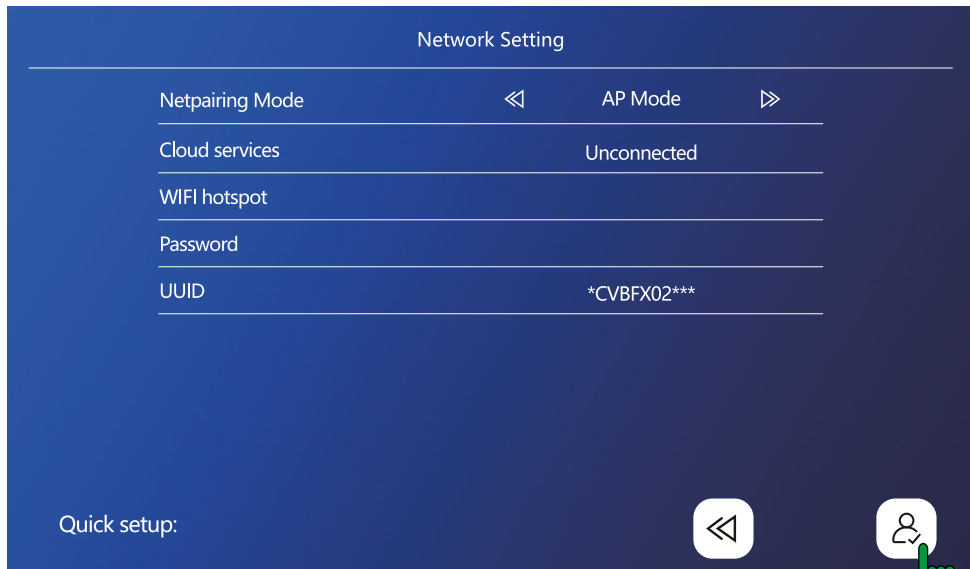 Network Setting
Netpairing Mode AP Mode
Cloud services Unconnected
WIFI hotspot
Password
UUID *CVBFX02***
Quick setup: